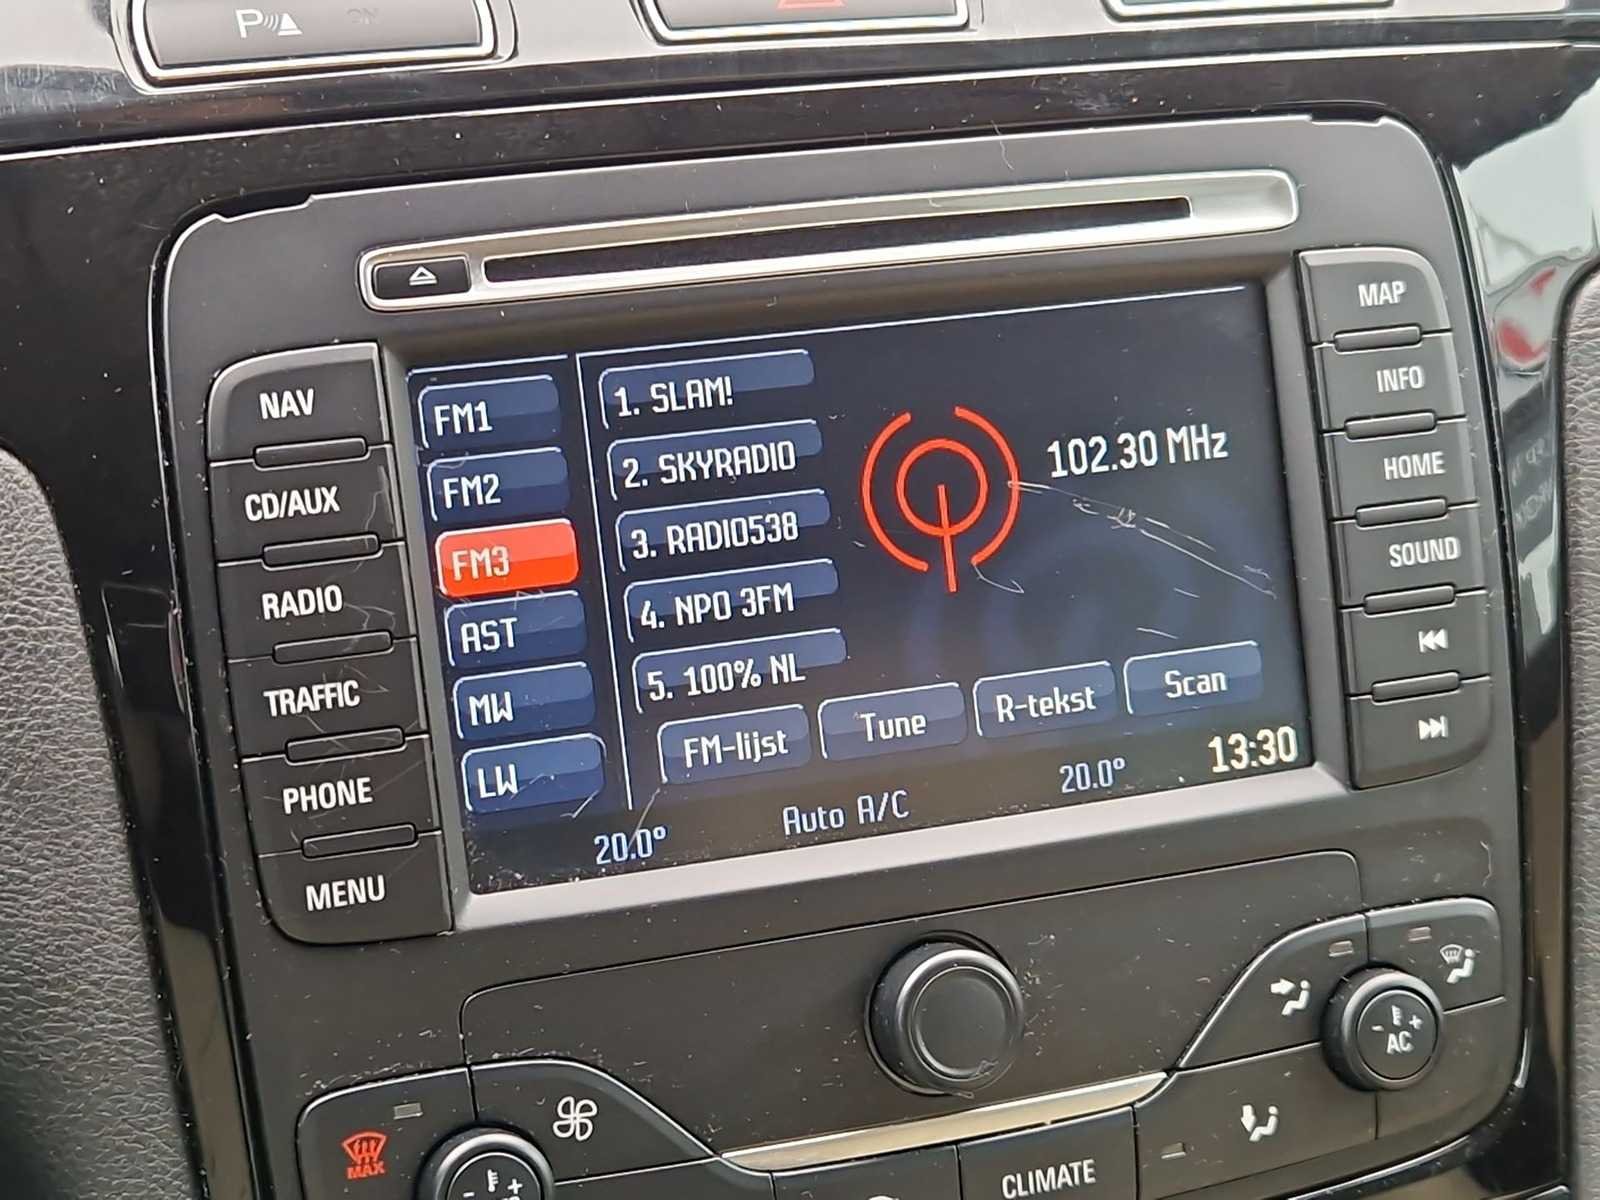 P ON
MAP
NAV
INFO
CD/AUX
HOME
RADIO
SOUND
TRAFFIC
PHONE
MENU
FM1
FM2
FM3
AST
MW
LW
1. SLAM!
2. SKYRADIO
3. RADIO538
4. NPO 3FM
5. 100% NL
102.30 MHz
FM-lijst
Tune
R-tekst
Scan
20.0°
Auto A/C
20.0°
13:30
MAX
- +
CLIMATE
- +
AC